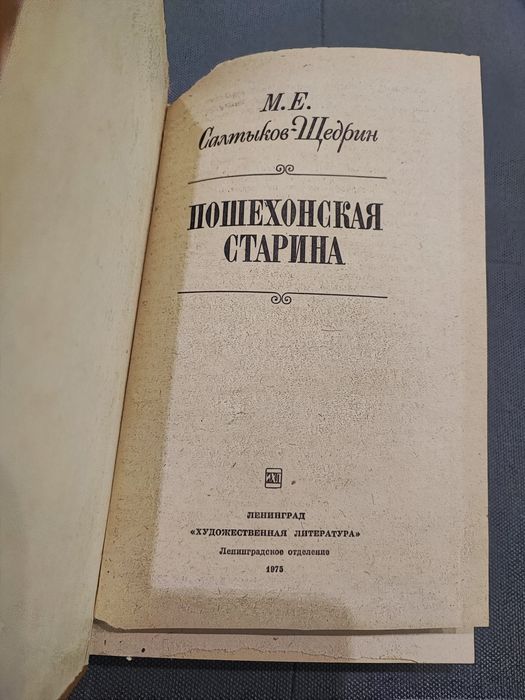 М.Е.
Салтыков-Щедрин
ПОШЕХОНСКАЯ
СТАРИНА
ЛЕНИНГРАД
«ХУДОЖЕСТВЕННАЯ ЛИТЕРАТУРА»
Ленинградское отделение
1975